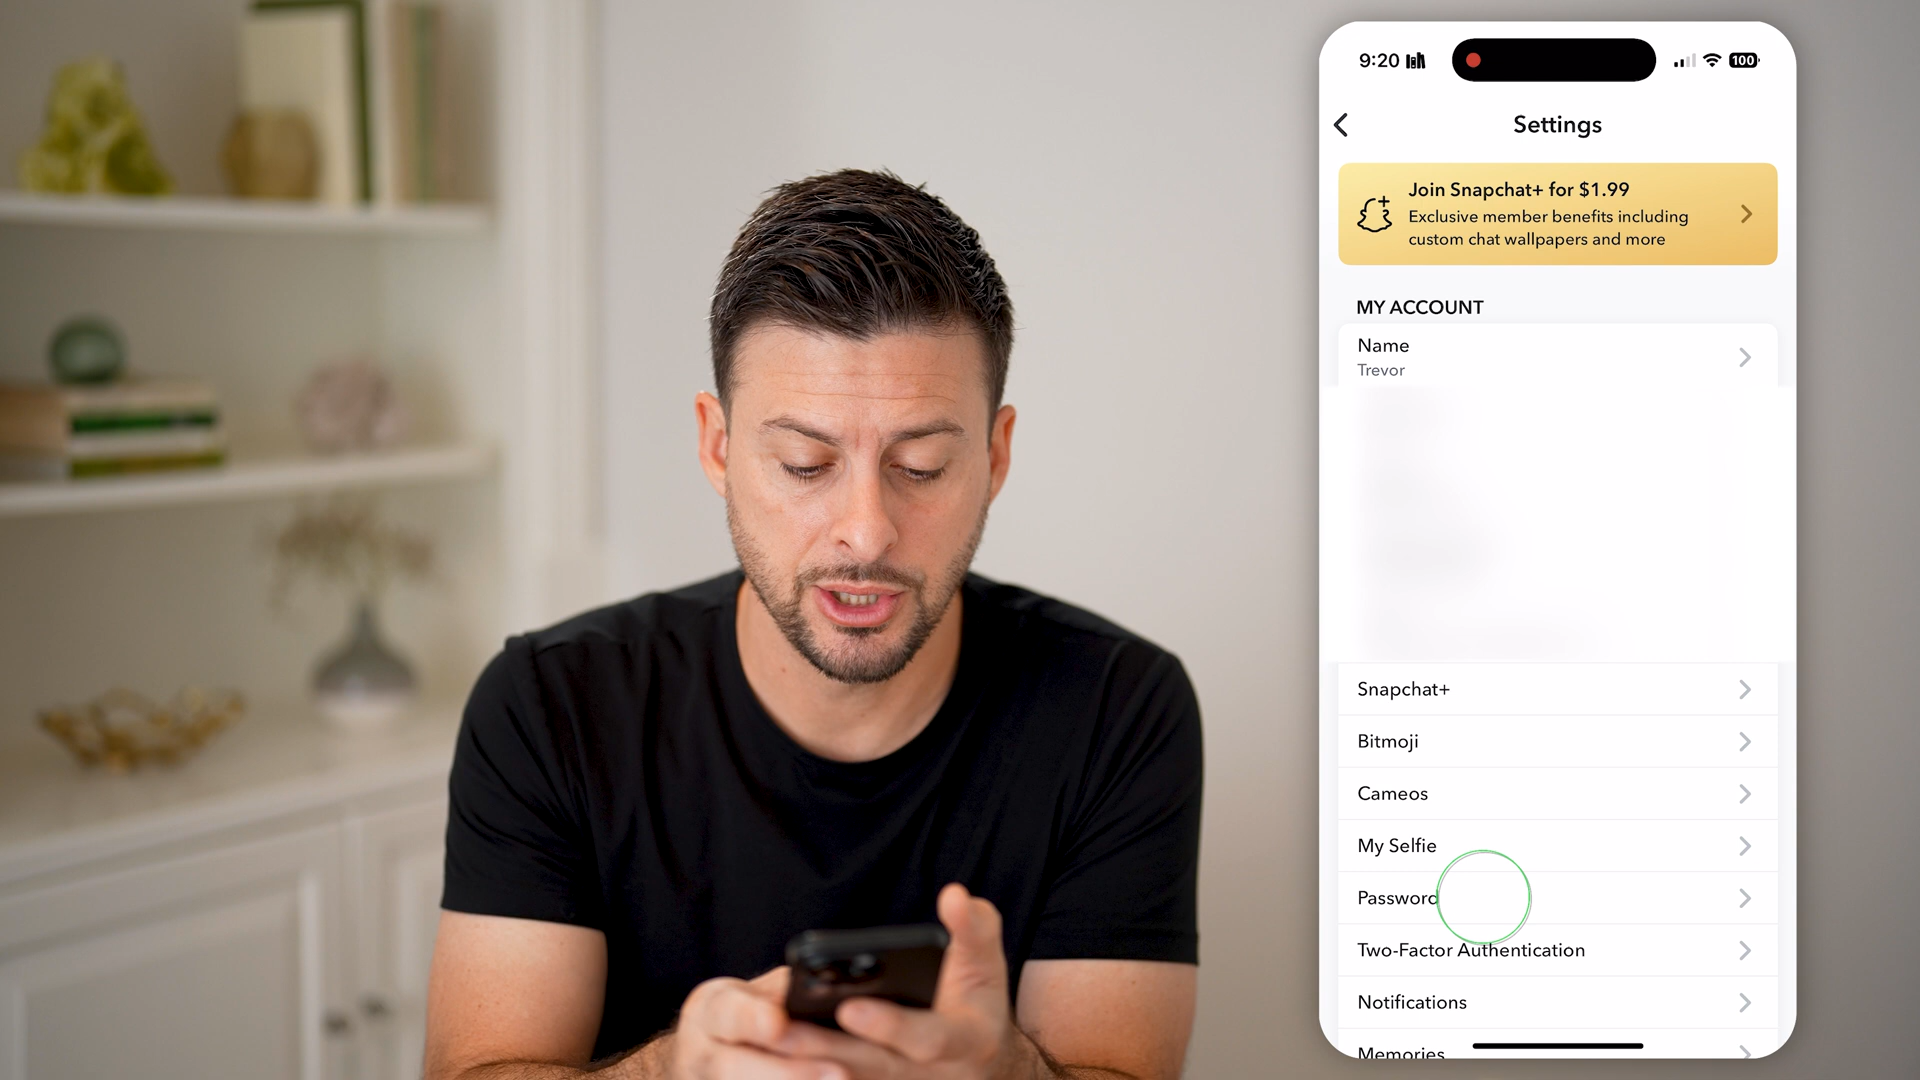 9:20
100
Settings
Join Snapchat+ for $1.99
Exclusive member benefits including
custom chat wallpapers and more
MY ACCOUNT
Name
Trevor
Snapchat+
Bitmoji
Cameos
My Selfie
Password
Two-Factor Authentication
Notifications
Memories